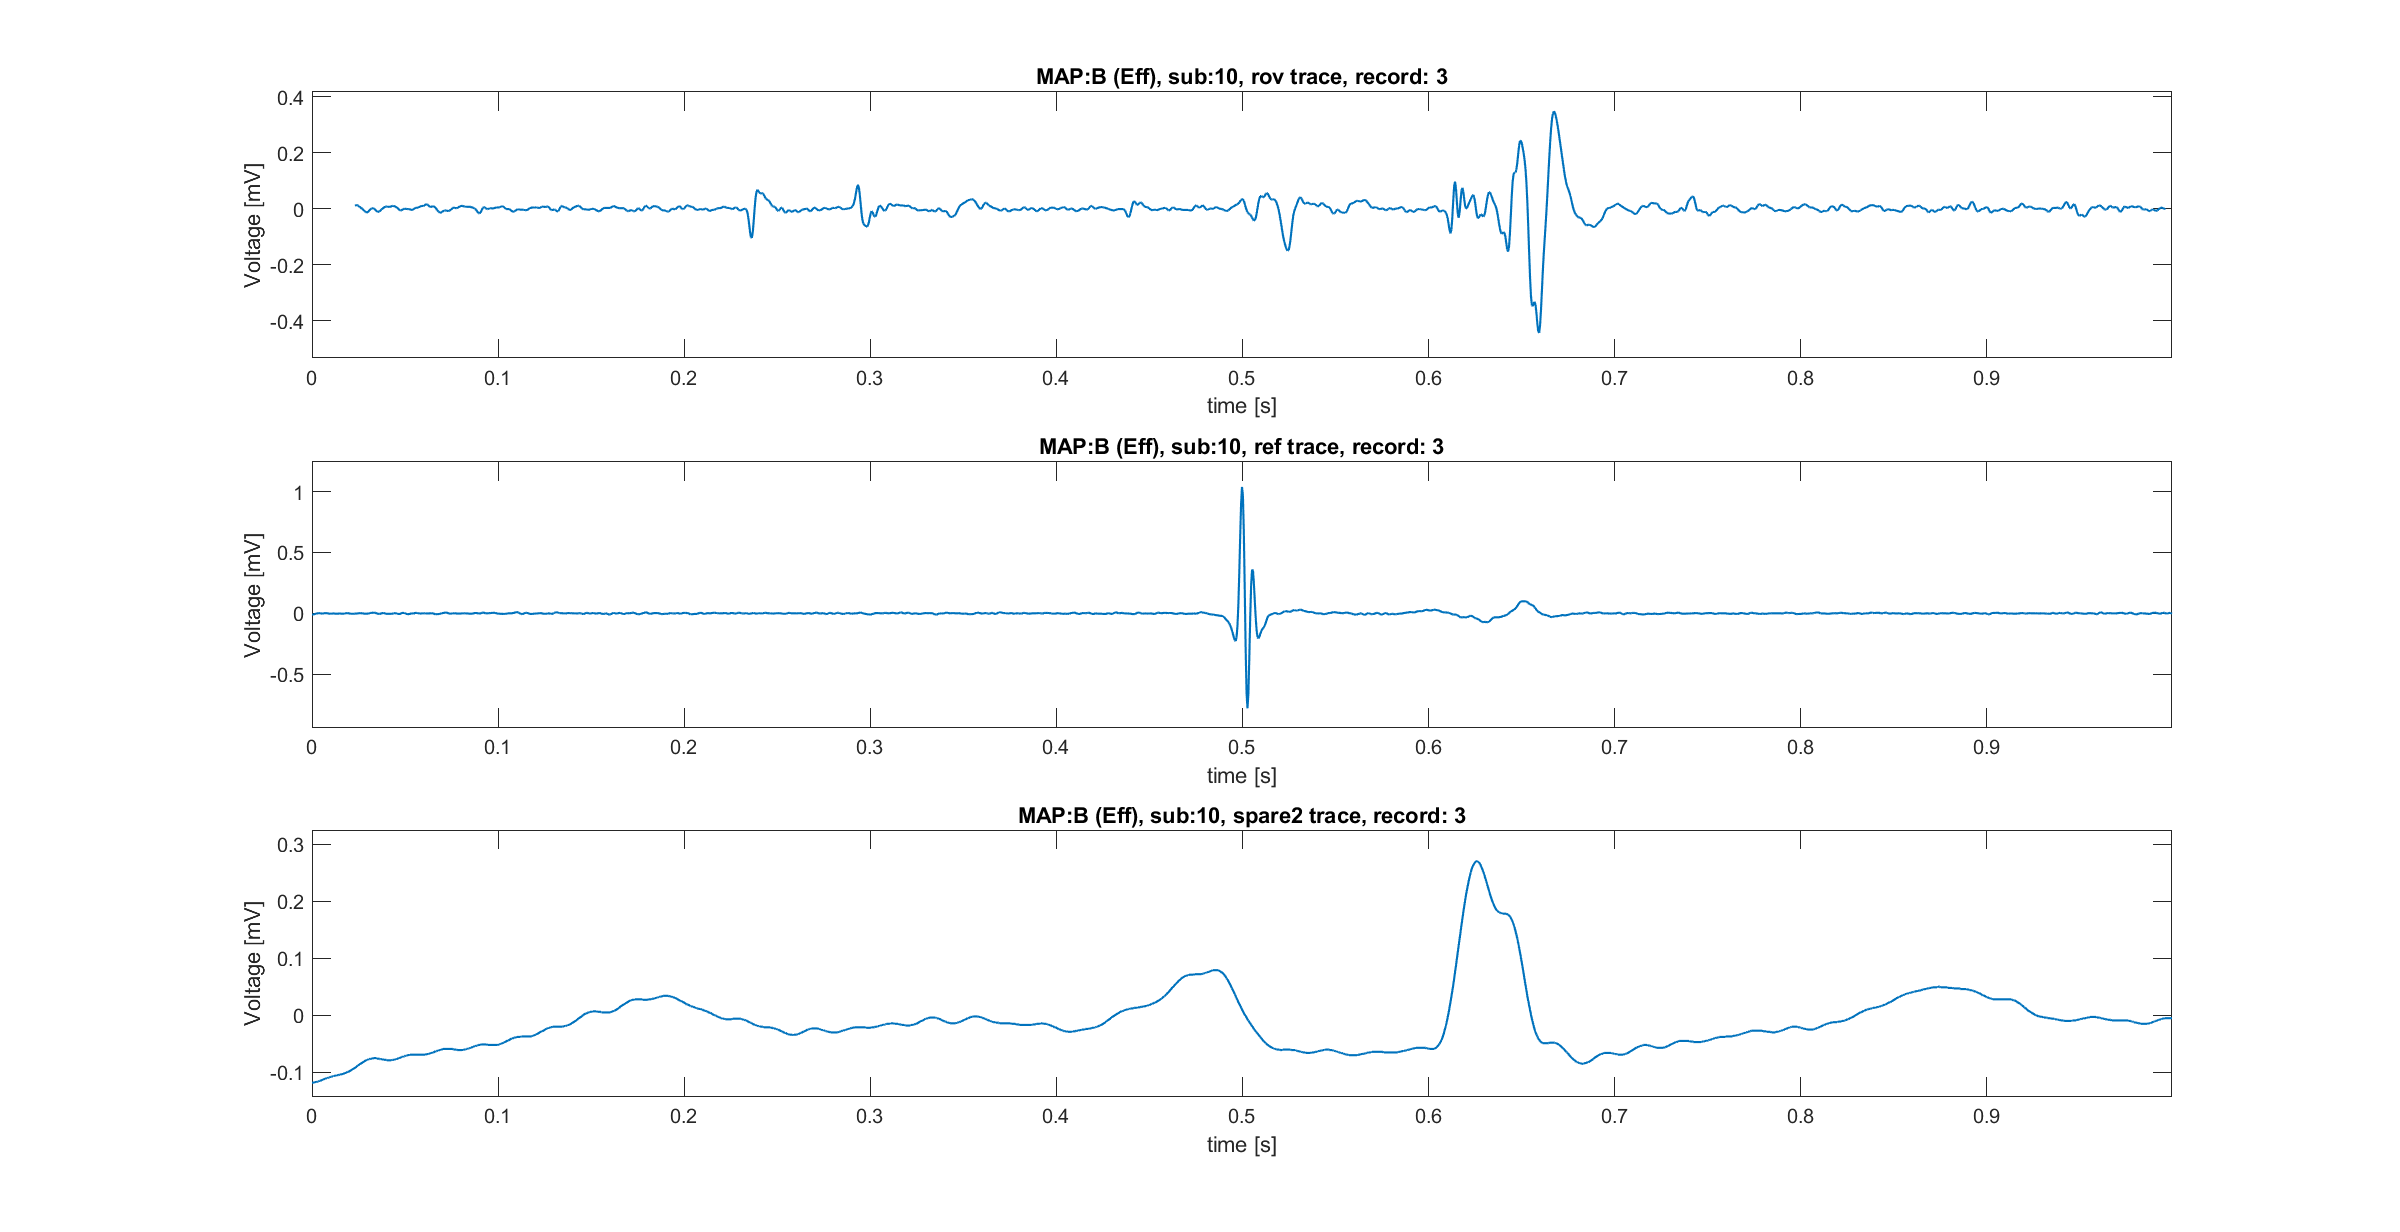 MAP:B (Eff), sub:10, rov trace, record: 3
0.4
0.2
0
-0.2
-0.4
Voltage [mV]
0 0.1 0.2 0.3 0.4 0.5 0.6 0.7 0.8 0.9
time [s]
MAP:B (Eff), sub:10, ref trace, record: 3
1
0.5
0
-0.5
Voltage [mV]
0 0.1 0.2 0.3 0.4 0.5 0.6 0.7 0.8 0.9
time [s]
MAP:B (Eff), sub:10, spare2 trace, record: 3
0.3
0.2
0.1
0
-0.1
Voltage [mV]
0 0.1 0.2 0.3 0.4 0.5 0.6 0.7 0.8 0.9
time [s]